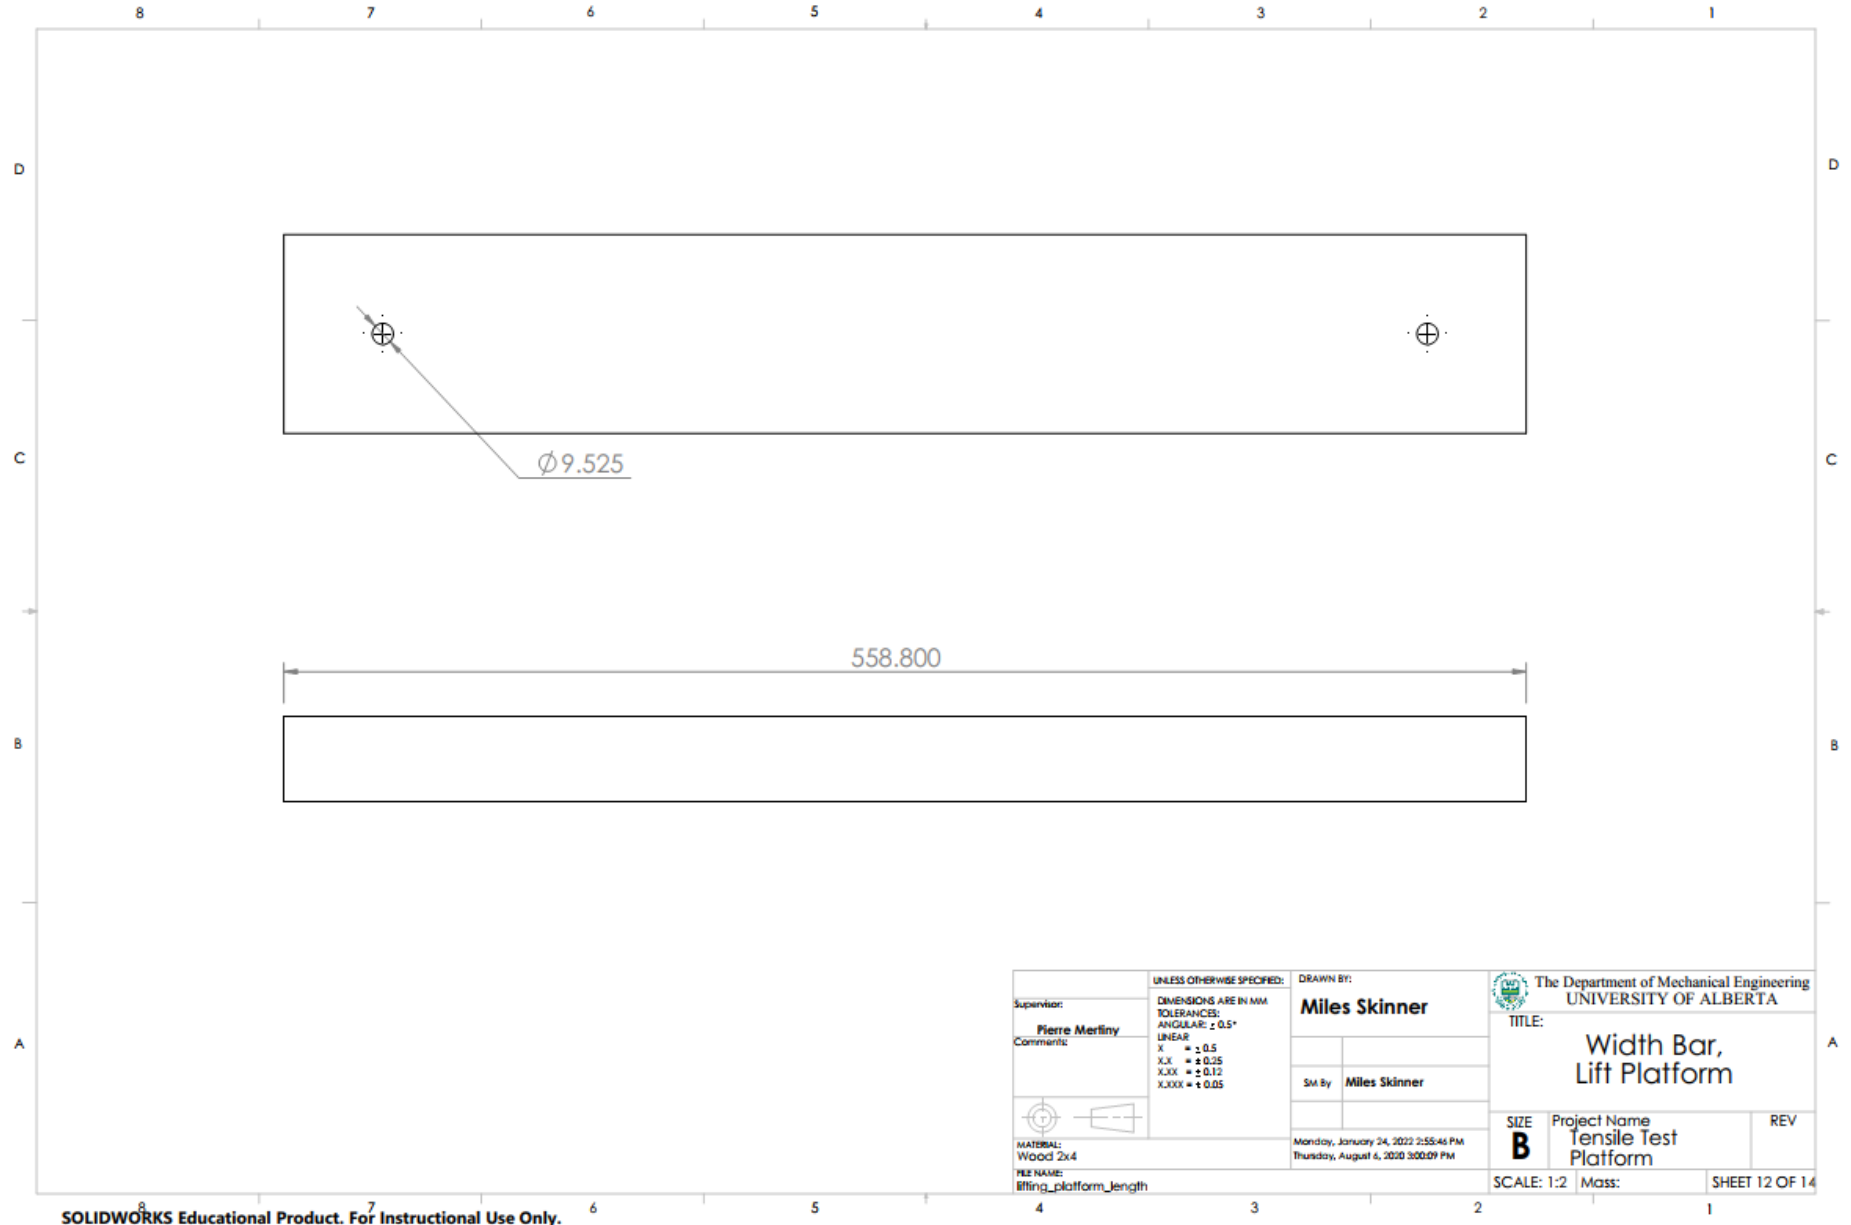 8 7 6 5 4 3 2 1
D D
Ø9.525
C C
558.800
B B
A A
Supervisor:
Pierre Mertiny
Comments:
MATERIAL:
Wood 2x4
FILE NAME:
lifting_platform_length
UNLESS OTHERWISE SPECIFIED:
DIMENSIONS ARE IN MM
TOLERANCES:
ANGULAR: ± 0.5°
LINEAR
X = ± 0.5
X.X = ± 0.25
X.XX = ± 0.12
X.XXX = ± 0.05
DRAWN BY:
Miles Skinner
SM By Miles Skinner
Monday, January 24, 2022 2:55:46 PM
Thursday, August 6, 2020 3:00:09 PM
The Department of Mechanical Engineering
UNIVERSITY OF ALBERTA
TITLE:
Width Bar,
Lift Platform
SIZE
B
Project Name
Tensile Test
Platform
REV
SCALE: 1:2 Mass: SHEET 12 OF 14
8 7 6 5 4 3 2 1
SOLIDWORKS Educational Product. For Instructional Use Only.